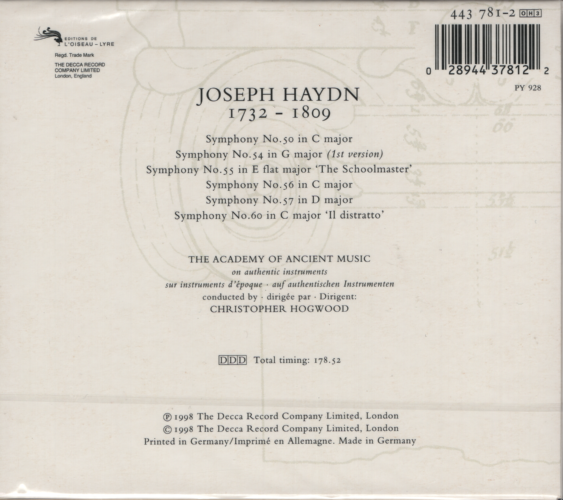 EDITIONS DE
L'OISEAU-LYRE
Regd. Trade Mark
THE DECCA RECORD
COMPANY LIMITED
London, England
443 781-2 OH3
0 28944 37812 2
PY 928
JOSEPH HAYDN
1732 - 1809
Symphony No.50 in C major
Symphony No.54 in G major (1st version)
Symphony No.55 in E flat major ‘The Schoolmaster’
Symphony No.56 in C major
Symphony No.57 in D major
Symphony No.60 in C major ‘Il distratto’
THE ACADEMY OF ANCIENT MUSIC
on authentic instruments
sur instruments d'époque · auf authentischen Instrumenten
conducted by · dirigée par · Dirigent:
CHRISTOPHER HOGWOOD
DDD Total timing: 178.52
℗ 1998 The Decca Record Company Limited, London
© 1998 The Decca Record Company Limited, London
Printed in Germany/Imprimé en Allemagne. Made in Germany